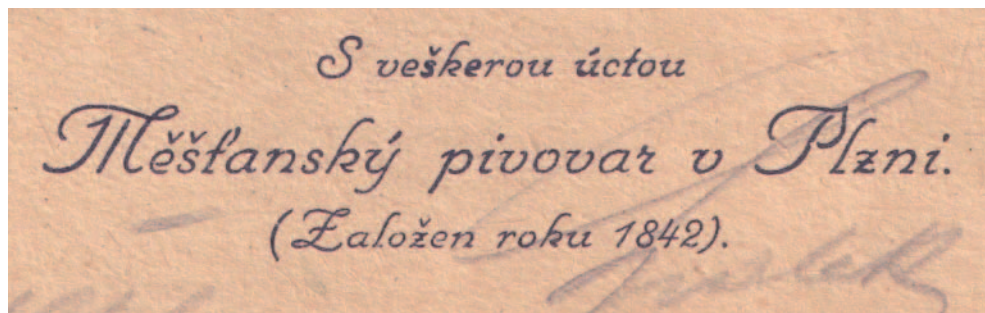 S veškerou úctou
Měšťanský pivovar v Plzni.
(Založen roku 1842).